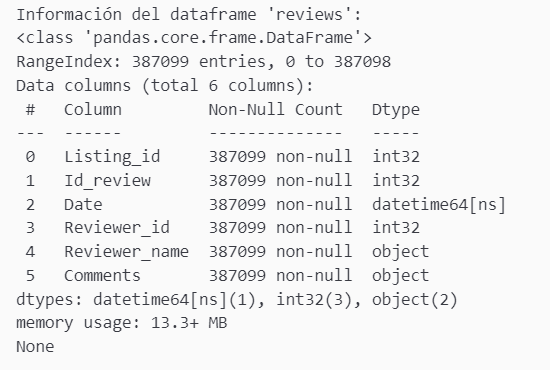 Información del dataframe 'reviews':
<class 'pandas.core.frame.DataFrame'>
RangeIndex: 387099 entries, 0 to 387098
Data columns (total 6 columns):
 #   Column         Non-Null Count   Dtype
---  ------         --------------   -----
 0   Listing_id     387099 non-null  int32
 1   Id_review      387099 non-null  int32
 2   Date           387099 non-null  datetime64[ns]
 3   Reviewer_id    387099 non-null  int32
 4   Reviewer_name  387099 non-null  object
 5   Comments       387099 non-null  object
dtypes: datetime64[ns](1), int32(3), object(2)
memory usage: 13.3+ MB
None